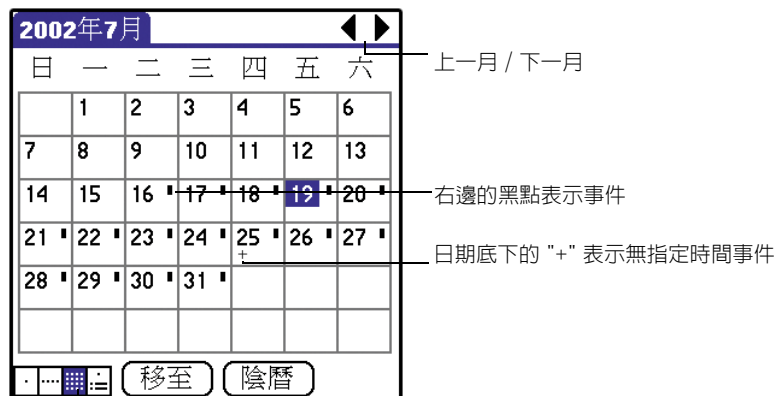 2002年7月
上一月 / 下一月
日 一 二 三 四 五 六
1 2 3 4 5 6
7 8 9 10 11 12 13
14 15 16 17 18 19 20
右邊的黑點表示事件
21 22 23 24 25 26 27
+
日期底下的 "+" 表示無指定時間事件
28 29 30 31
移至 陰曆